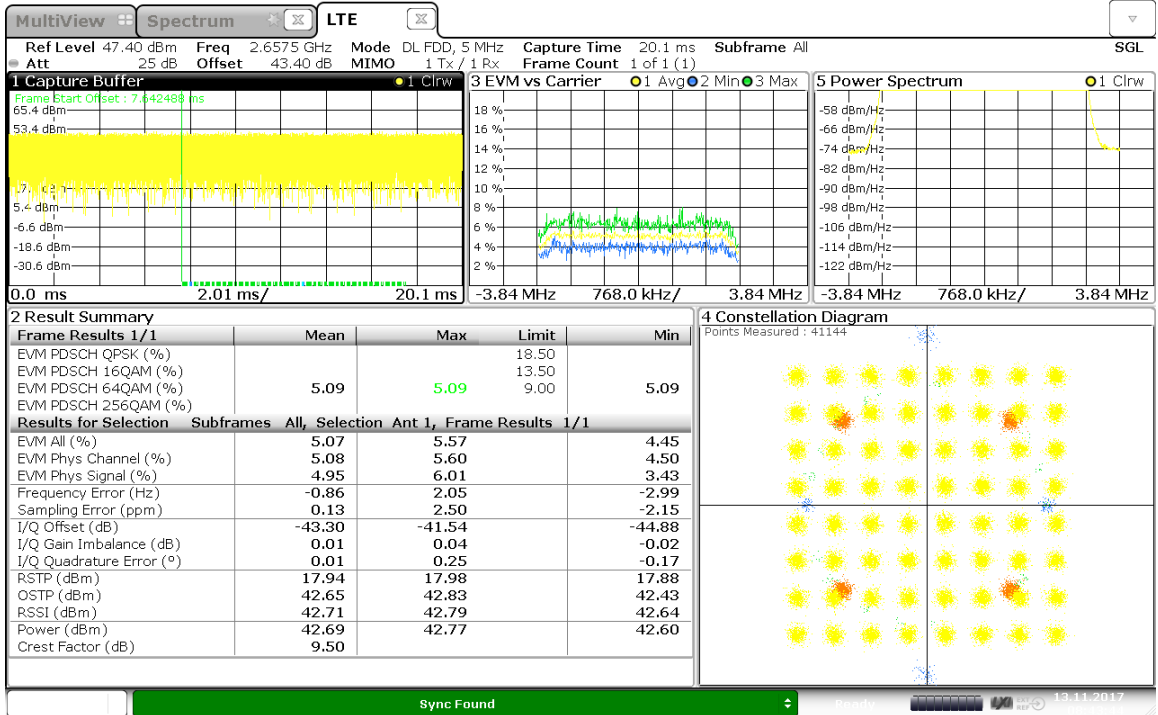 MultiView Spectrum LTE
Ref Level 47.40 dBm Freq 2.6575 GHz Mode DL FDD, 5 MHz Capture Time 20.1 ms Subframe All SGL
Att 25 dB Offset 43.40 dB MIMO 1 Tx / 1 Rx Frame Count 1 of 1 (1)
1 Capture Buffer 1 Clrw
Frame Start Offset : 7.642488 ms
65.4 dBm
53.4 dBm
5.4 dBm
-6.6 dBm
-18.6 dBm
-30.6 dBm
0.0 ms 2.01 ms/ 20.1 ms
3 EVM vs Carrier 1 Avg 2 Min 3 Max
18 %
16 %
14 %
12 %
10 %
8 %
6 %
4 %
2 %
-3.84 MHz 768.0 kHz/ 3.84 MHz
5 Power Spectrum 1 Clrw
-58 dBm/Hz
-66 dBm/Hz
-74 dBm/Hz
-82 dBm/Hz
-90 dBm/Hz
-98 dBm/Hz
-106 dBm/Hz
-114 dBm/Hz
-122 dBm/Hz
-3.84 MHz 768.0 kHz/ 3.84 MHz
2 Result Summary
Frame Results 1/1 Mean Max Limit Min
EVM PDSCH QPSK (%) 18.50
EVM PDSCH 16QAM (%) 13.50
EVM PDSCH 64QAM (%) 5.09 5.09 9.00 5.09
EVM PDSCH 256QAM (%)
Results for Selection Subframes All, Selection Ant 1, Frame Results 1/1
EVM All (%) 5.07 5.57 4.45
EVM Phys Channel (%) 5.08 5.60 4.50
EVM Phys Signal (%) 4.95 6.01 3.43
Frequency Error (Hz) -0.86 2.05 -2.99
Sampling Error (ppm) 0.13 2.50 -2.15
I/Q Offset (dB) -43.30 -41.54 -44.88
I/Q Gain Imbalance (dB) 0.01 0.04 -0.02
I/Q Quadrature Error (°) 0.01 0.25 -0.17
RSTP (dBm) 17.94 17.98 17.88
OSTP (dBm) 42.65 42.83 42.43
RSSI (dBm) 42.71 42.79 42.64
Power (dBm) 42.69 42.77 42.60
Crest Factor (dB) 9.50
4 Constellation Diagram
Points Measured : 41144
Sync Found
Ready
LXI
EXT
REF
13.11.2017